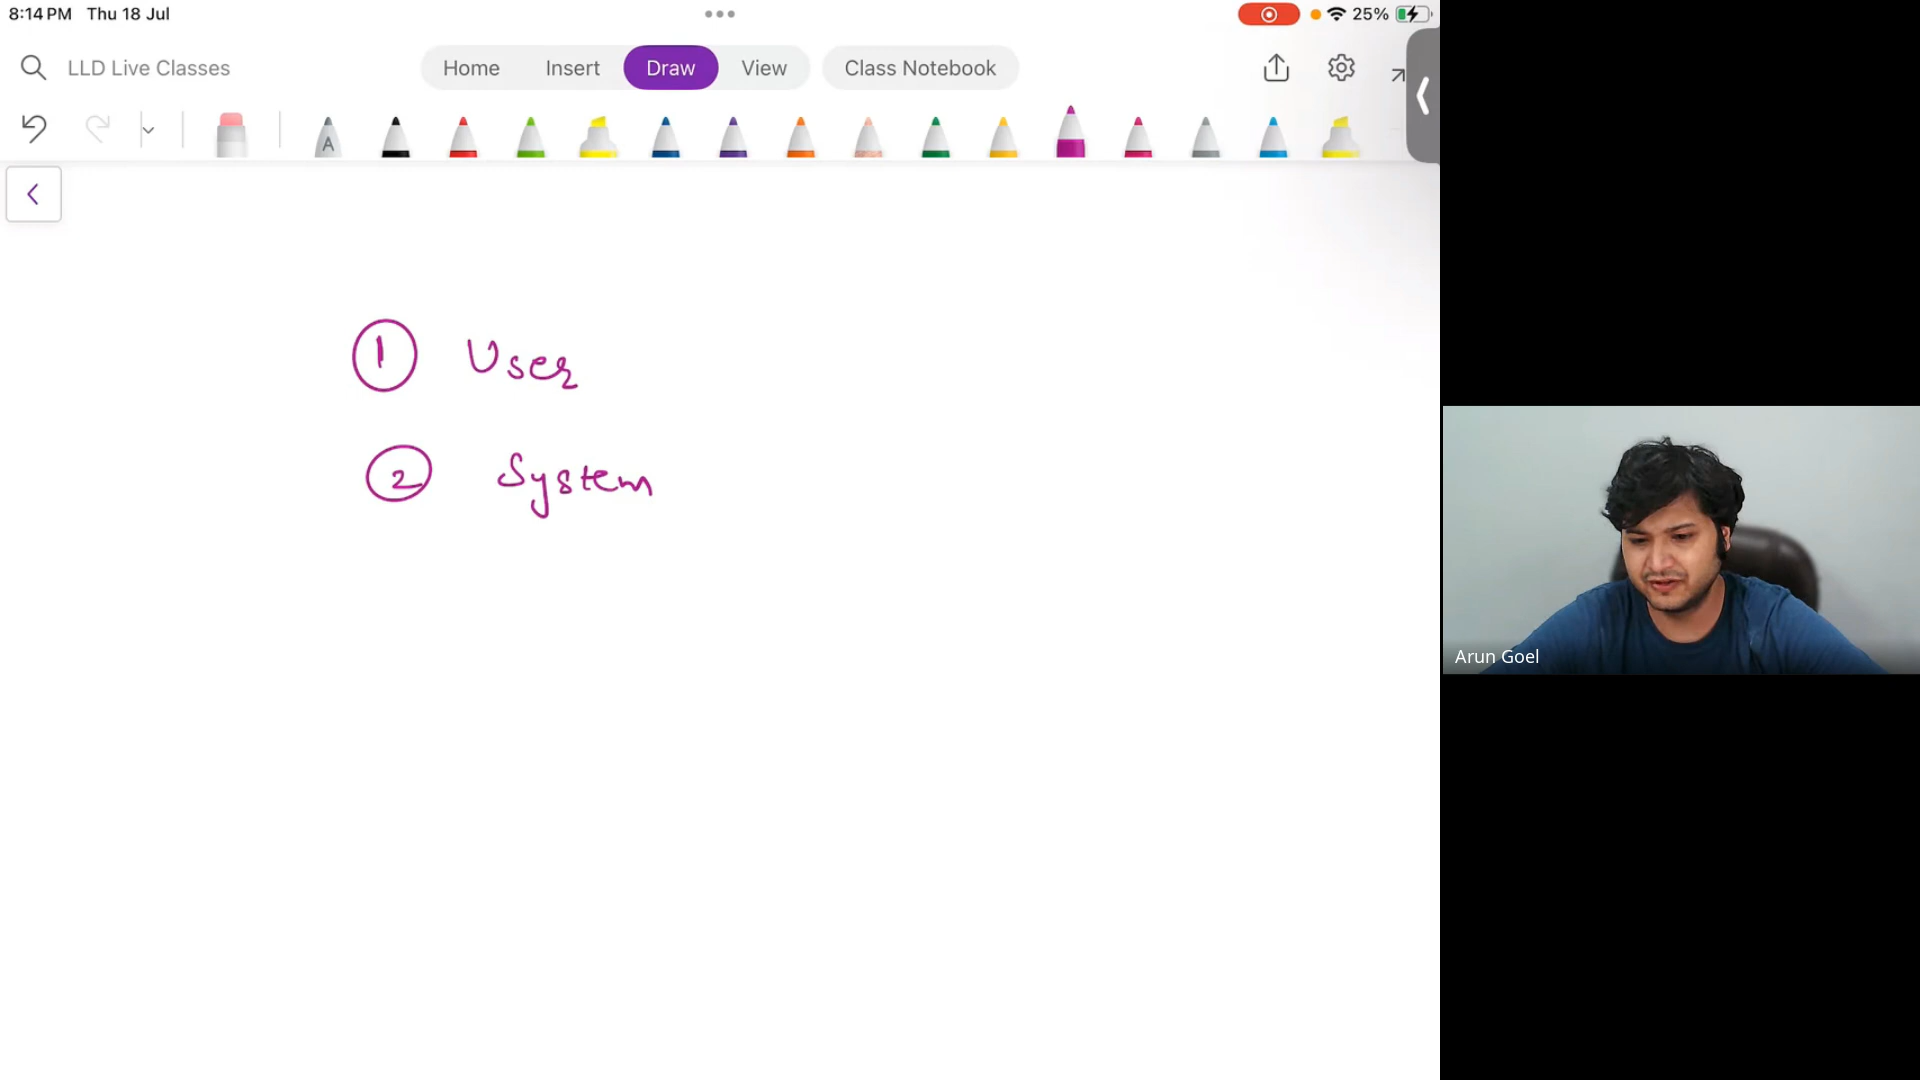 8:14 PM Thu 18 Jul
25%
LLD Live Classes
Home Insert Draw View Class Notebook
A
1 User
2 System
Arun Goel